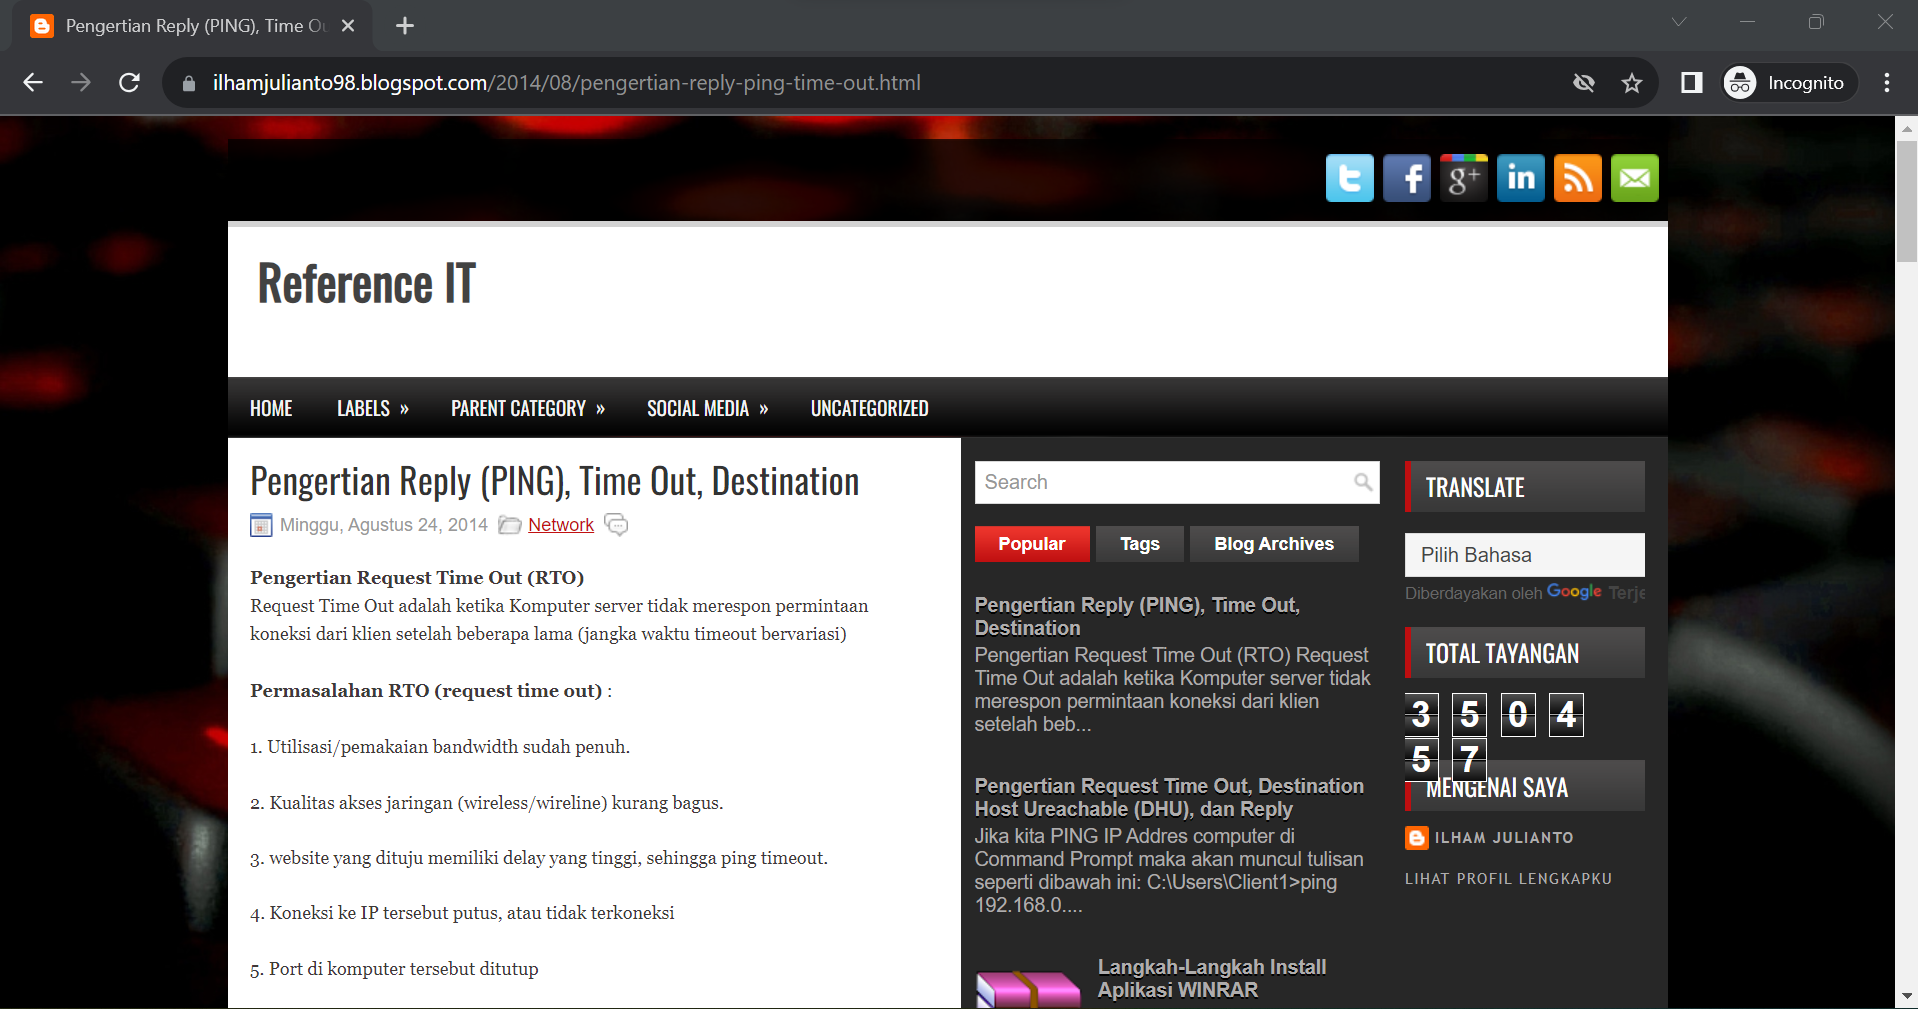 Pengertian Reply (PING), Time Ou
ilhamjulianto98.blogspot.com/2014/08/pengertian-reply-ping-time-out.html
Incognito
Reference IT
HOME LABELS » PARENT CATEGORY » SOCIAL MEDIA » UNCATEGORIZED
Pengertian Reply (PING), Time Out, Destination
Minggu, Agustus 24, 2014 Network
Pengertian Request Time Out (RTO)
Request Time Out adalah ketika Komputer server tidak merespon permintaan
koneksi dari klien setelah beberapa lama (jangka waktu timeout bervariasi)
Permasalahan RTO (request time out) :
1. Utilisasi/pemakaian bandwidth sudah penuh.
2. Kualitas akses jaringan (wireless/wireline) kurang bagus.
3. website yang dituju memiliki delay yang tinggi, sehingga ping timeout.
4. Koneksi ke IP tersebut putus, atau tidak terkoneksi
5. Port di komputer tersebut ditutup
Search
Popular Tags Blog Archives
Pengertian Reply (PING), Time Out,
Destination
Pengertian Request Time Out (RTO) Request
Time Out adalah ketika Komputer server tidak
merespon permintaan koneksi dari klien
setelah beb...
Pengertian Request Time Out, Destination
Host Ureachable (DHU), dan Reply
Jika kita PING IP Addres computer di
Command Prompt maka akan muncul tulisan
seperti dibawah ini: C:\Users\Client1>ping
192.168.0....
Langkah-Langkah Install
Aplikasi WINRAR
TRANSLATE
Pilih Bahasa
Diberdayakan oleh Google Terje
TOTAL TAYANGAN
3 5 0 4
5 7
MENGENAI SAYA
ILHAM JULIANTO
LIHAT PROFIL LENGKAPKU